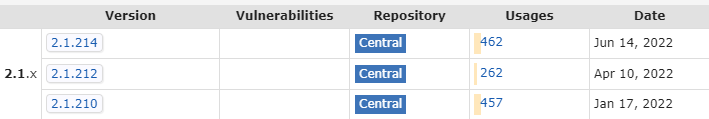 Version Vulnerabilities Repository Usages Date
2.1.214 Central 462 Jun 14, 2022
2.1.x 2.1.212 Central 262 Apr 10, 2022
2.1.210 Central 457 Jan 17, 2022